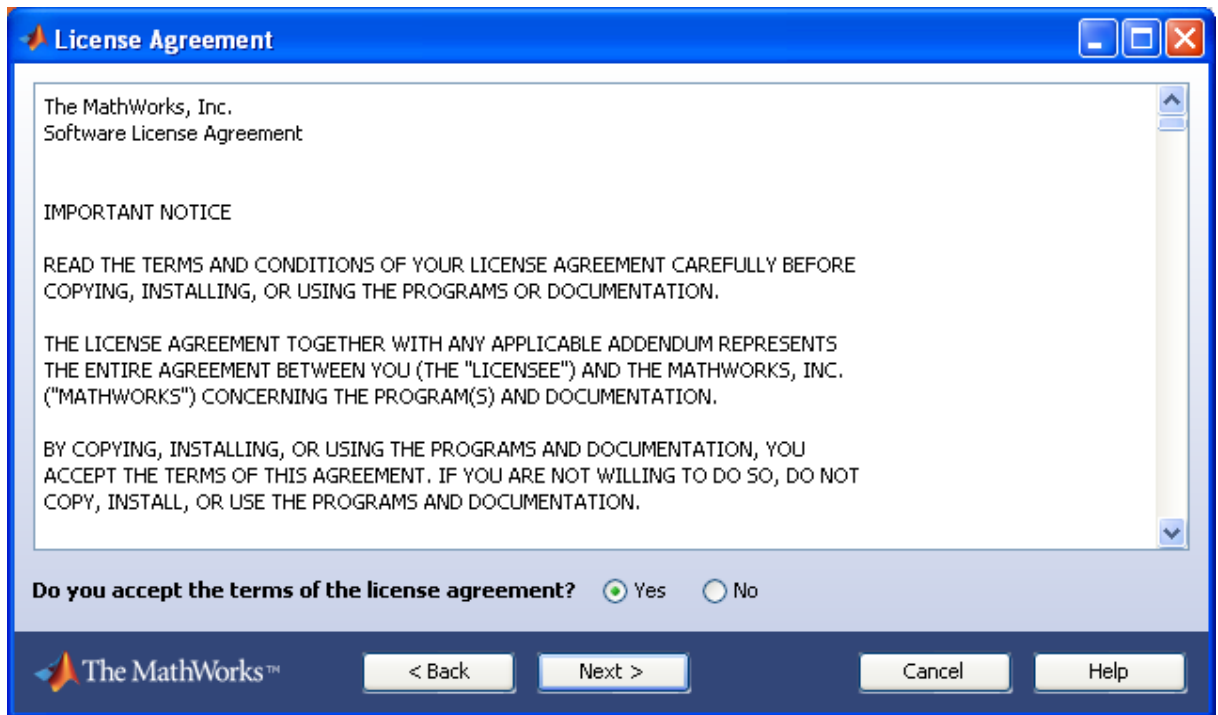 License Agreement
The MathWorks, Inc.
Software License Agreement
IMPORTANT NOTICE
READ THE TERMS AND CONDITIONS OF YOUR LICENSE AGREEMENT CAREFULLY BEFORE
COPYING, INSTALLING, OR USING THE PROGRAMS OR DOCUMENTATION.
THE LICENSE AGREEMENT TOGETHER WITH ANY APPLICABLE ADDENDUM REPRESENTS
THE ENTIRE AGREEMENT BETWEEN YOU (THE "LICENSEE") AND THE MATHWORKS, INC.
("MATHWORKS") CONCERNING THE PROGRAM(S) AND DOCUMENTATION.
BY COPYING, INSTALLING, OR USING THE PROGRAMS AND DOCUMENTATION, YOU
ACCEPT THE TERMS OF THIS AGREEMENT. IF YOU ARE NOT WILLING TO DO SO, DO NOT
COPY, INSTALL, OR USE THE PROGRAMS AND DOCUMENTATION.
Do you accept the terms of the license agreement? Yes No
The MathWorks™ < Back Next > Cancel Help